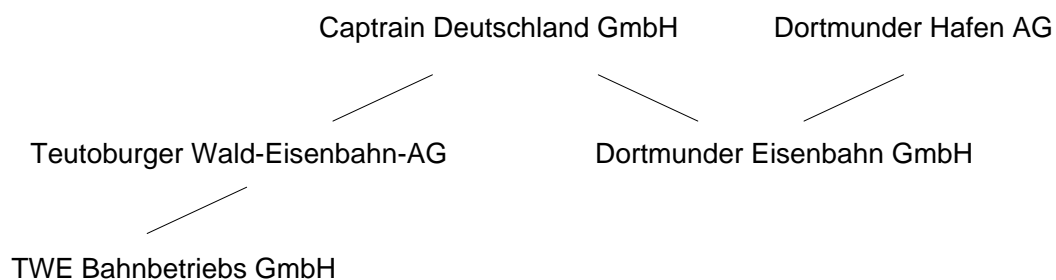 Captrain Deutschland GmbH Dortmunder Hafen AG
Teutoburger Wald-Eisenbahn-AG Dortmunder Eisenbahn GmbH
TWE Bahnbetriebs GmbH